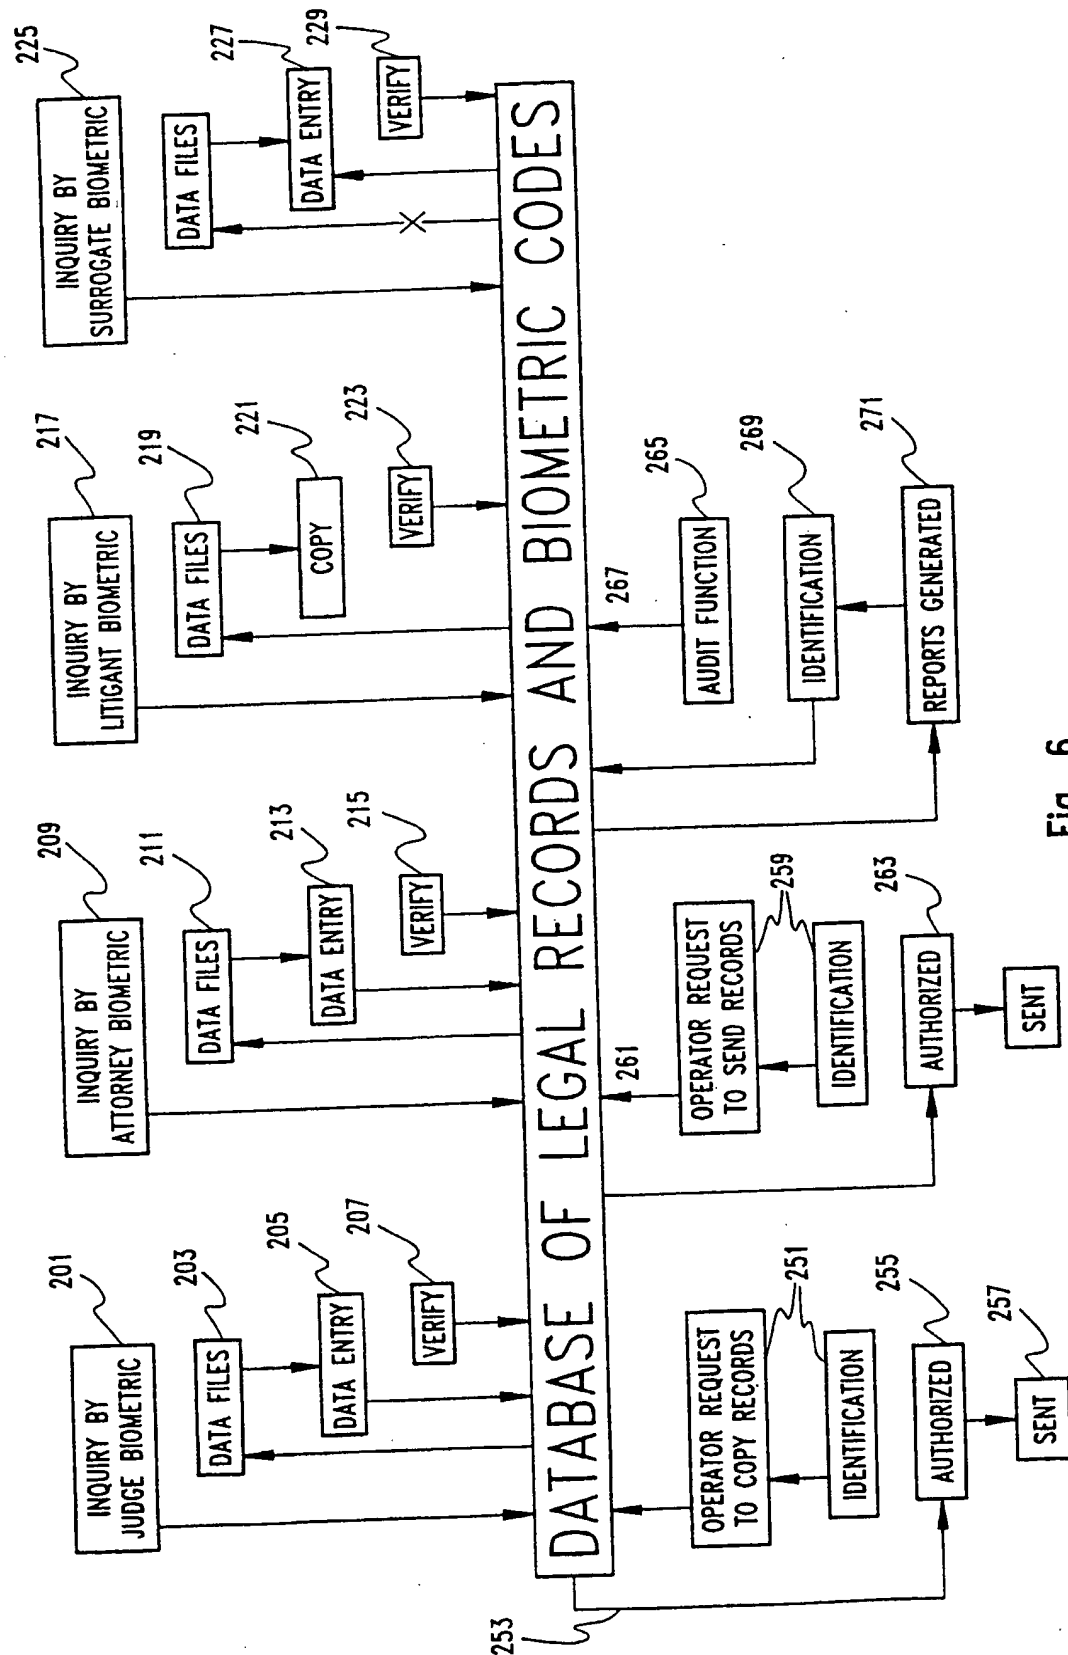 201
INQUIRY BY
JUDGE BIOMETRIC
203
DATA FILES
205
DATA ENTRY
207
VERIFY
209
INQUIRY BY
ATTORNEY BIOMETRIC
211
DATA FILES
213
DATA ENTRY
215
VERIFY
217
INQUIRY BY
LITIGANT BIOMETRIC
219
DATA FILES
221
COPY
223
VERIFY
225
INQUIRY BY
SURROGATE BIOMETRIC
DATA FILES
227
DATA ENTRY
229
VERIFY
DATABASE OF LEGAL RECORDS AND BIOMETRIC CODES
253
OPERATOR REQUEST
TO COPY RECORDS
251
IDENTIFICATION
255
AUTHORIZED
257
SENT
261
OPERATOR REQUEST
TO SEND RECORDS
259
IDENTIFICATION
263
AUTHORIZED
SENT
267
AUDIT FUNCTION
265
IDENTIFICATION
269
REPORTS GENERATED
271
Fig. 6